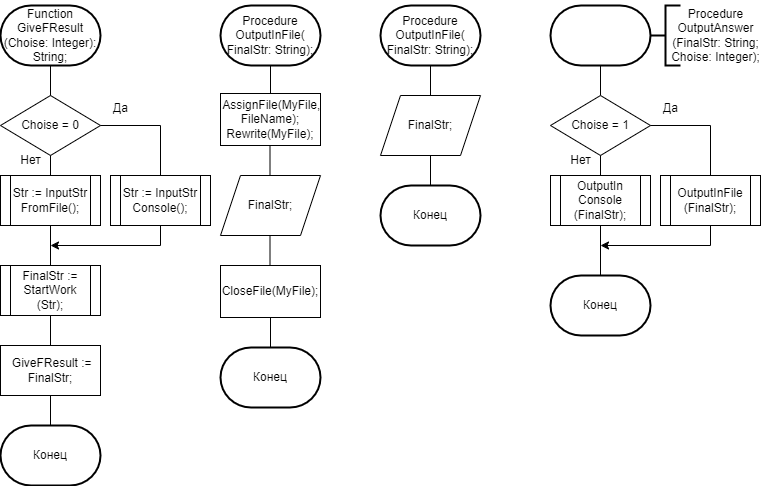 Function
GiveFResult
(Choise: Integer):
String;
Choise = 0
Да
Нет
Str := InputStr
FromFile();
Str := InputStr
Console();
FinalStr :=
StartWork
(Str);
GiveFResult :=
FinalStr;
Конец
Procedure
OutputInFile(
FinalStr: String);
AssignFile(MyFile,
FileName);
Rewrite(MyFile);
FinalStr;
CloseFile(MyFile);
Конец
Procedure
OutputInFile(
FinalStr: String);
FinalStr;
Конец
Procedure
OutputAnswer
(FinalStr: String;
Choise: Integer);
Choise = 1
Да
Нет
OutputIn
Console
(FinalStr);
OutputInFile
(FinalStr);
Конец